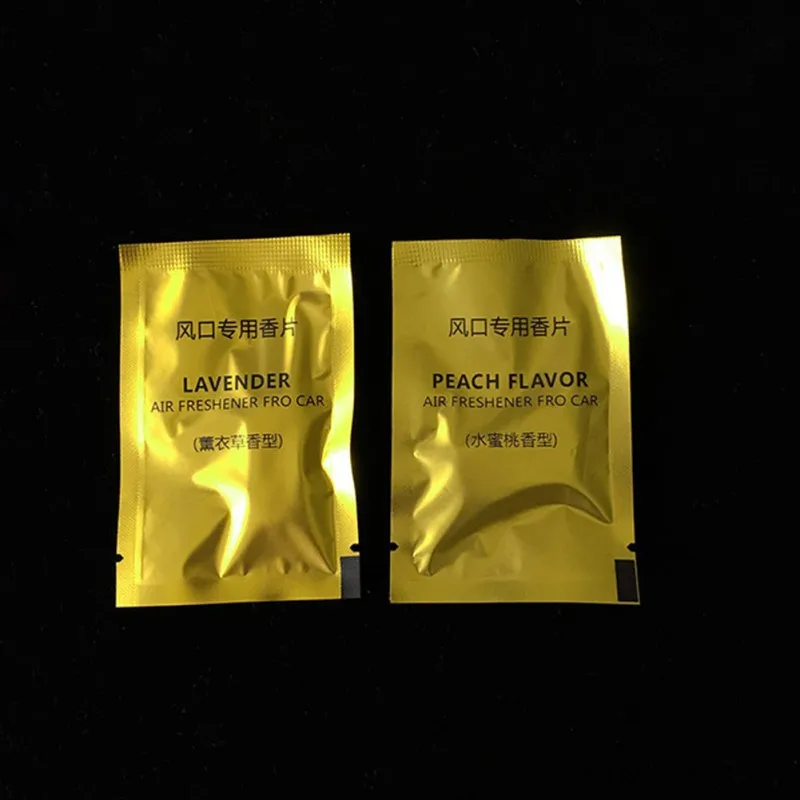 风口专用香片
LAVENDER
AIR FRESHENER FRO CAR
(薰衣草香型)
风口专用香片
PEACH FLAVOR
AIR FRESHENER FRO CAR
(水蜜桃香型)